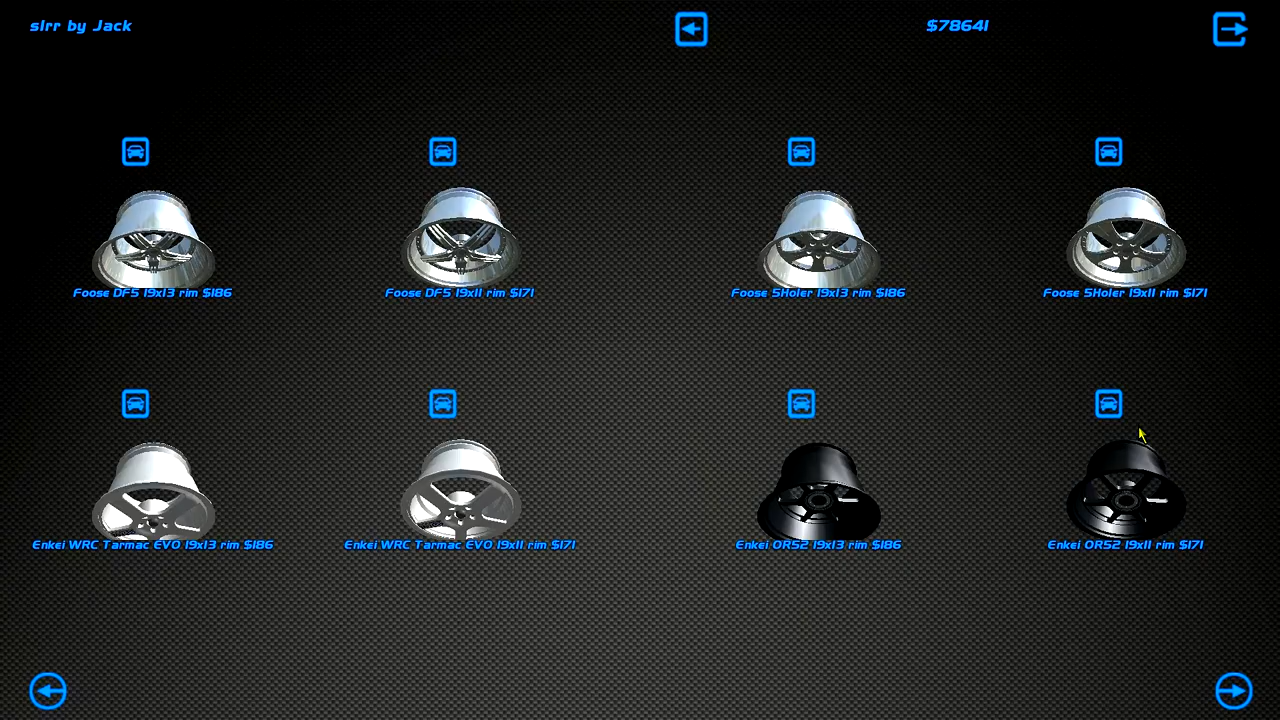 slrr by Jack
$78641
Foose DF5 19x13 rim $186
Foose DF5 19x11 rim $171
Foose 5Holer 19x13 rim $186
Foose 5Holer 19x11 rim $171
Enkei WRC Tarmac EVO 19x13 rim $186
Enkei WRC Tarmac EVO 19x11 rim $171
Enkei OR52 19x13 rim $186
Enkei OR52 19x11 rim $171